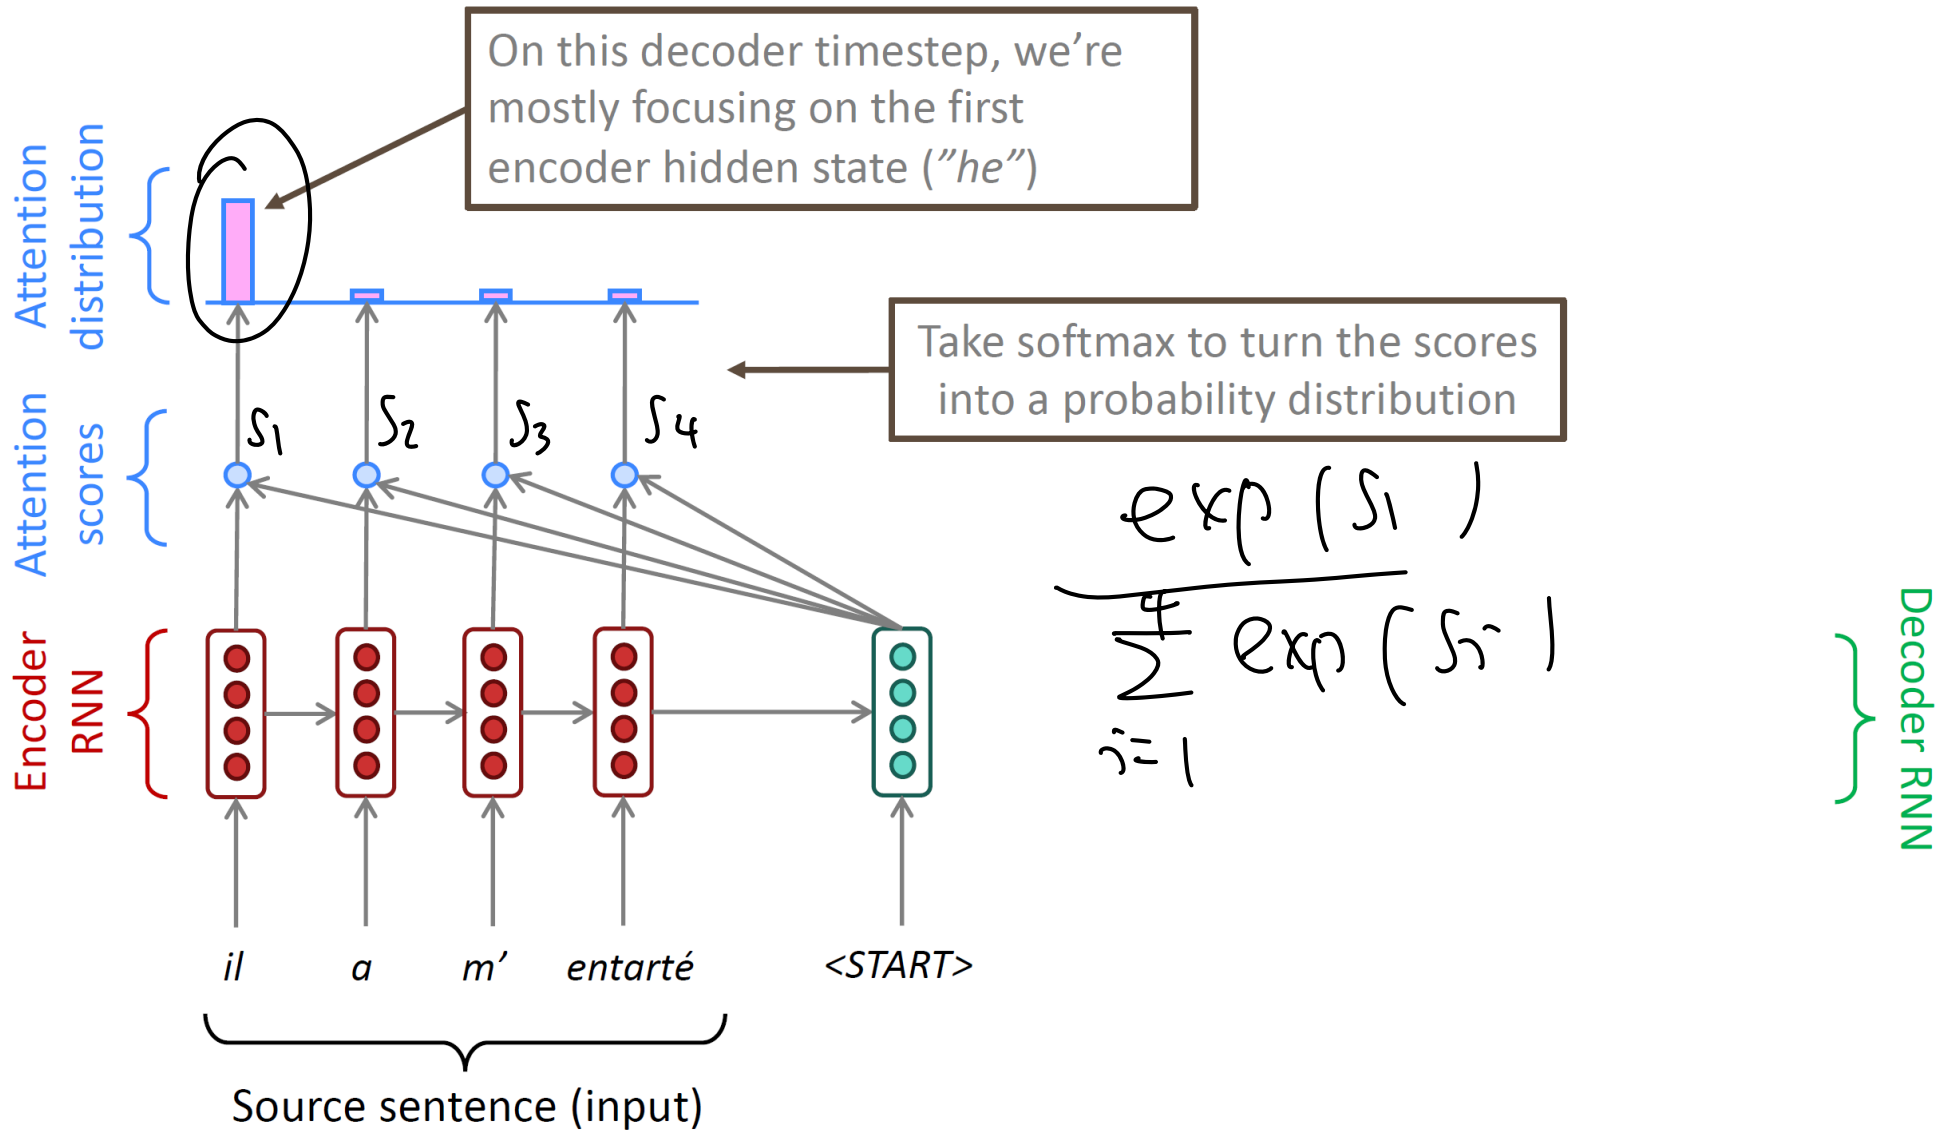 On this decoder timestep, we're
mostly focusing on the first
encoder hidden state ("he")
Attention
distribution
Take softmax to turn the scores
into a probability distribution
Attention
scores
S1 S2 S3 S4
exp(S1)
4
∑ exp(Si)
i=1
Encoder
RNN
Decoder RNN
il a m' entarté <START>
Source sentence (input)